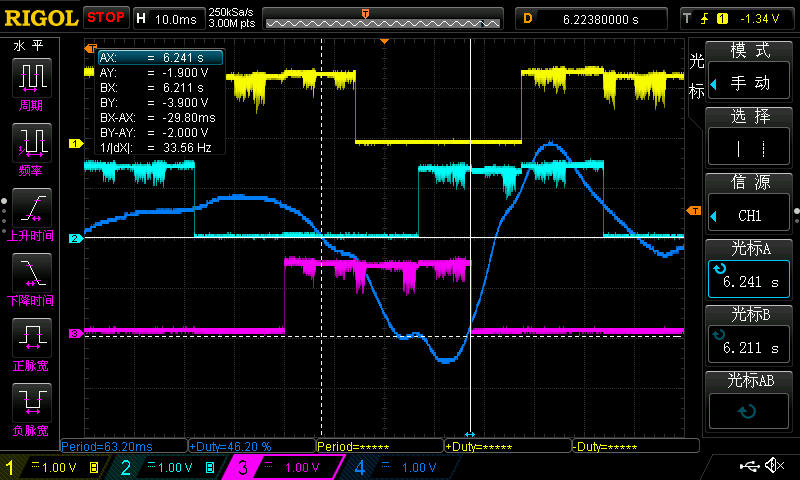 RIGOL STOP H 10.0ms 250kSa/s 3.00M pts D 6.22380000 s T 1 -1.34 V
水 平
周期
频率
上升时间
下降时间
正脉宽
负脉宽
T
AX: = 6.241 s
AY: = -1.900 V
BX: = 6.211 s
BY: = -3.900 V
BX-AX: = -29.80ms
BY-AY: = -2.000 V
1/|dX|: = 33.56 Hz
1
2
3
T
光标
模 式
手 动
选 择
信 源
CH1
光标A
6.241 s
光标B
6.211 s
光标AB
Period=63.20ms +Duty=46.20 % Period=***** +Duty=***** -Duty=*****
1 1.00 V B 2 1.00 V B 3 1.00 V 4 1.00 V